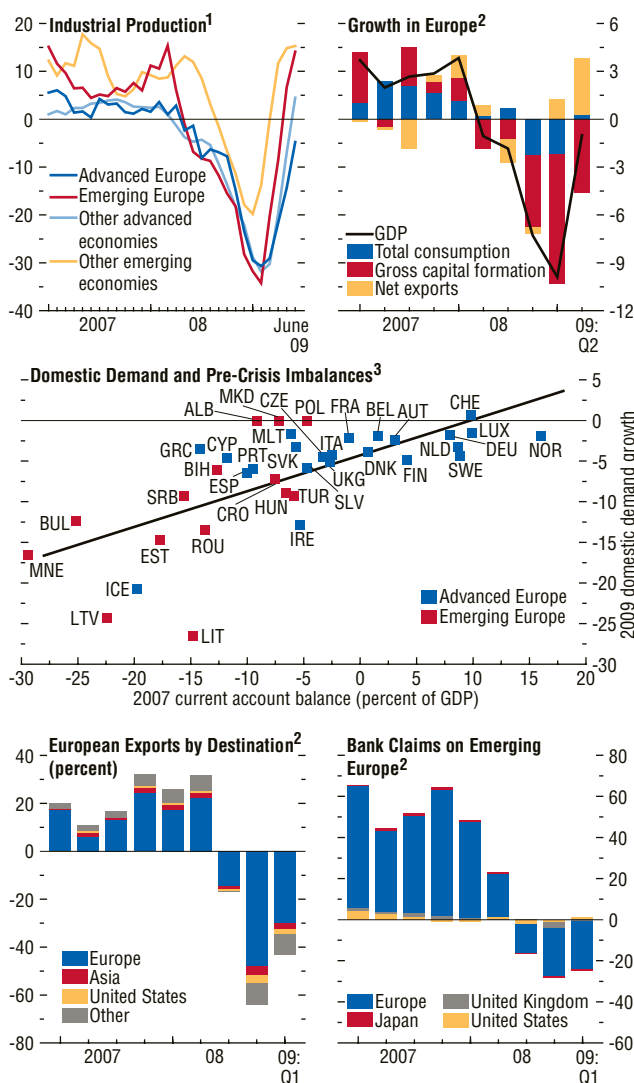 Industrial Production1
20
10
0
-10
-20
-30
-40
Advanced Europe
Emerging Europe
Other advanced
economies
Other emerging
economies
2007
08
June
09
Growth in Europe2
6
3
0
-3
-6
-9
-12
GDP
Total consumption
Gross capital formation
Net exports
2007
08
09:
Q2
Domestic Demand and Pre-Crisis Imbalances3
5
0
-5
-10
-15
-20
-25
-30
2009 domestic demand growth
ALB
MKD
CZE
POL
FRA
BEL
AUT
CHE
GRC
CYP
MLT
ITA
LUX
DEU
NOR
BIH
PRT
SVK
NLD
ESP
UKG
DNK
FIN
SWE
SRB
SLV
CRO
HUN
TUR
BUL
ROU
IRE
EST
MNE
ICE
LTV
LIT
Advanced Europe
Emerging Europe
-30 -25 -20 -15 -10 -5 0 5 10 15 20
2007 current account balance (percent of GDP)
European Exports by Destination2
(percent)
40
20
0
-20
-40
-60
-80
Europe
Asia
United States
Other
2007
08
09:
Q1
Bank Claims on Emerging
Europe2
80
60
40
20
0
-20
-40
-60
Europe
Japan
United Kingdom
United States
2007
08
09:
Q1